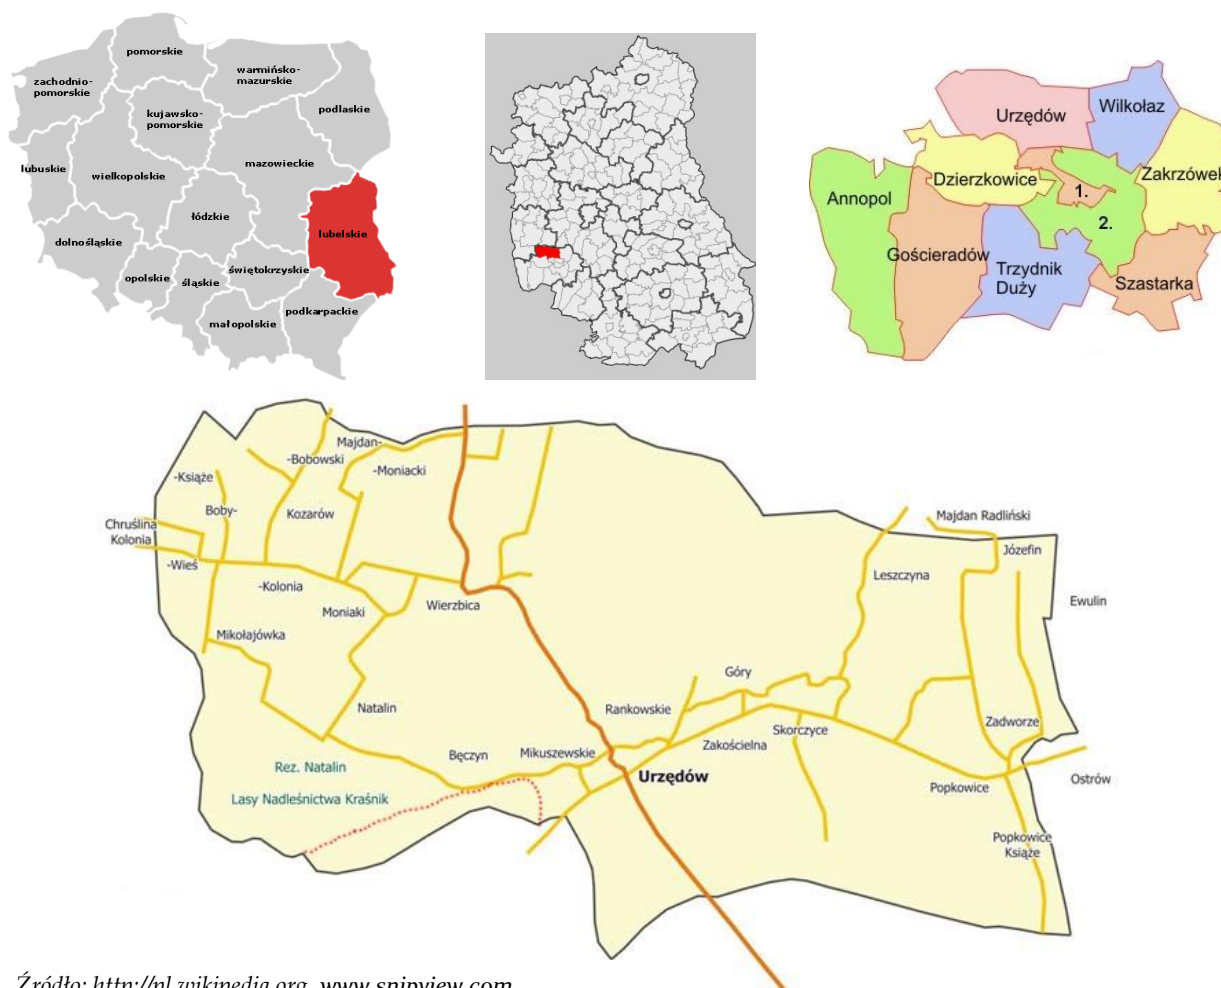 pomorskie
warmińsko-
mazurskie
zachodnio-
pomorskie
podlaskie
kujawsko-
pomorskie
mazowieckie
lubuskie
wielkopolskie
łódzkie
lubelskie
dolnośląskie
opolskie
śląskie
świętokrzyskie
małopolskie
podkarpackie
Urzędów
Wilkołaz
Dzierzkowice
Zakrzówek
Annopol
1.
2.
Gościeradów
Trzydnik
Duży
Szastarka
Majdan-
-Bobowski
-Moniacki
-Książe
Boby-
Kozarów
Chruślina
Kolonia
-Wieś
-Kolonia
Moniaki
Wierzbica
Mikołajówka
Majdan Radliński
Józefin
Leszczyna
Ewulin
Góry
Natalin
Rankowskie
Zadworze
Skorczyce
Zakościelna
Bęczyn
Mikuszewskie
Rez. Natalin
Urzędów
Ostrów
Popkowice
Lasy Nadleśnictwa Kraśnik
Popkowice
Książe
Źródło: http://pl.wikipedia.org, www.snipview.com